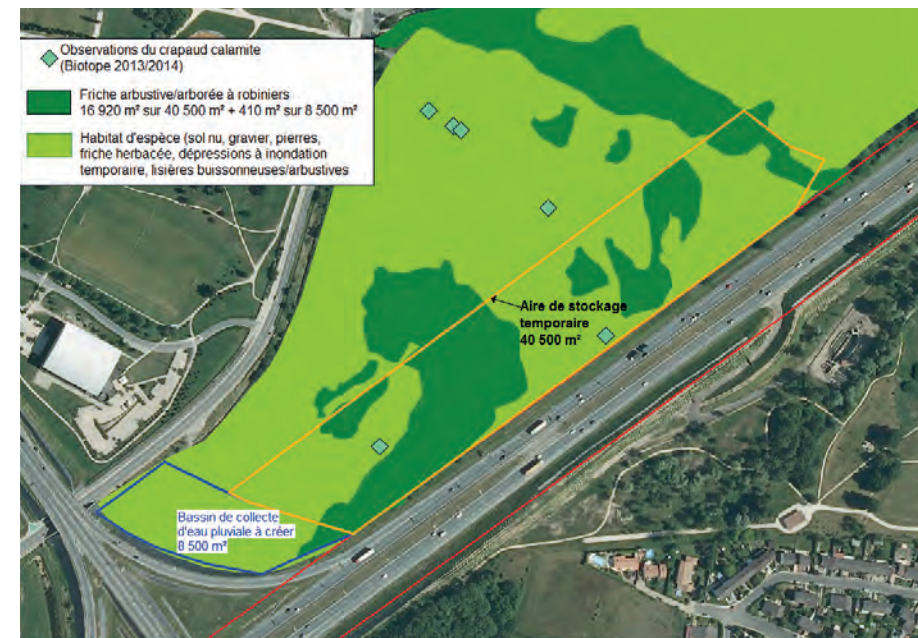 Observations du crapaud calamite
(Biotope 2013/2014)
Friche arbustive/arborée à robiniers
16 920 m² sur 40 500 m² + 410 m² sur 8 500 m²
Habitat d'espèce (sol nu, gravier, pierres,
friche herbacée, dépressions à inondation
temporaire, lisières buissonneuses/arbustives
Aire de stockage
temporaire
40 500 m²
Bassin de collecte
d'eau pluviale à créer
8 500 m²